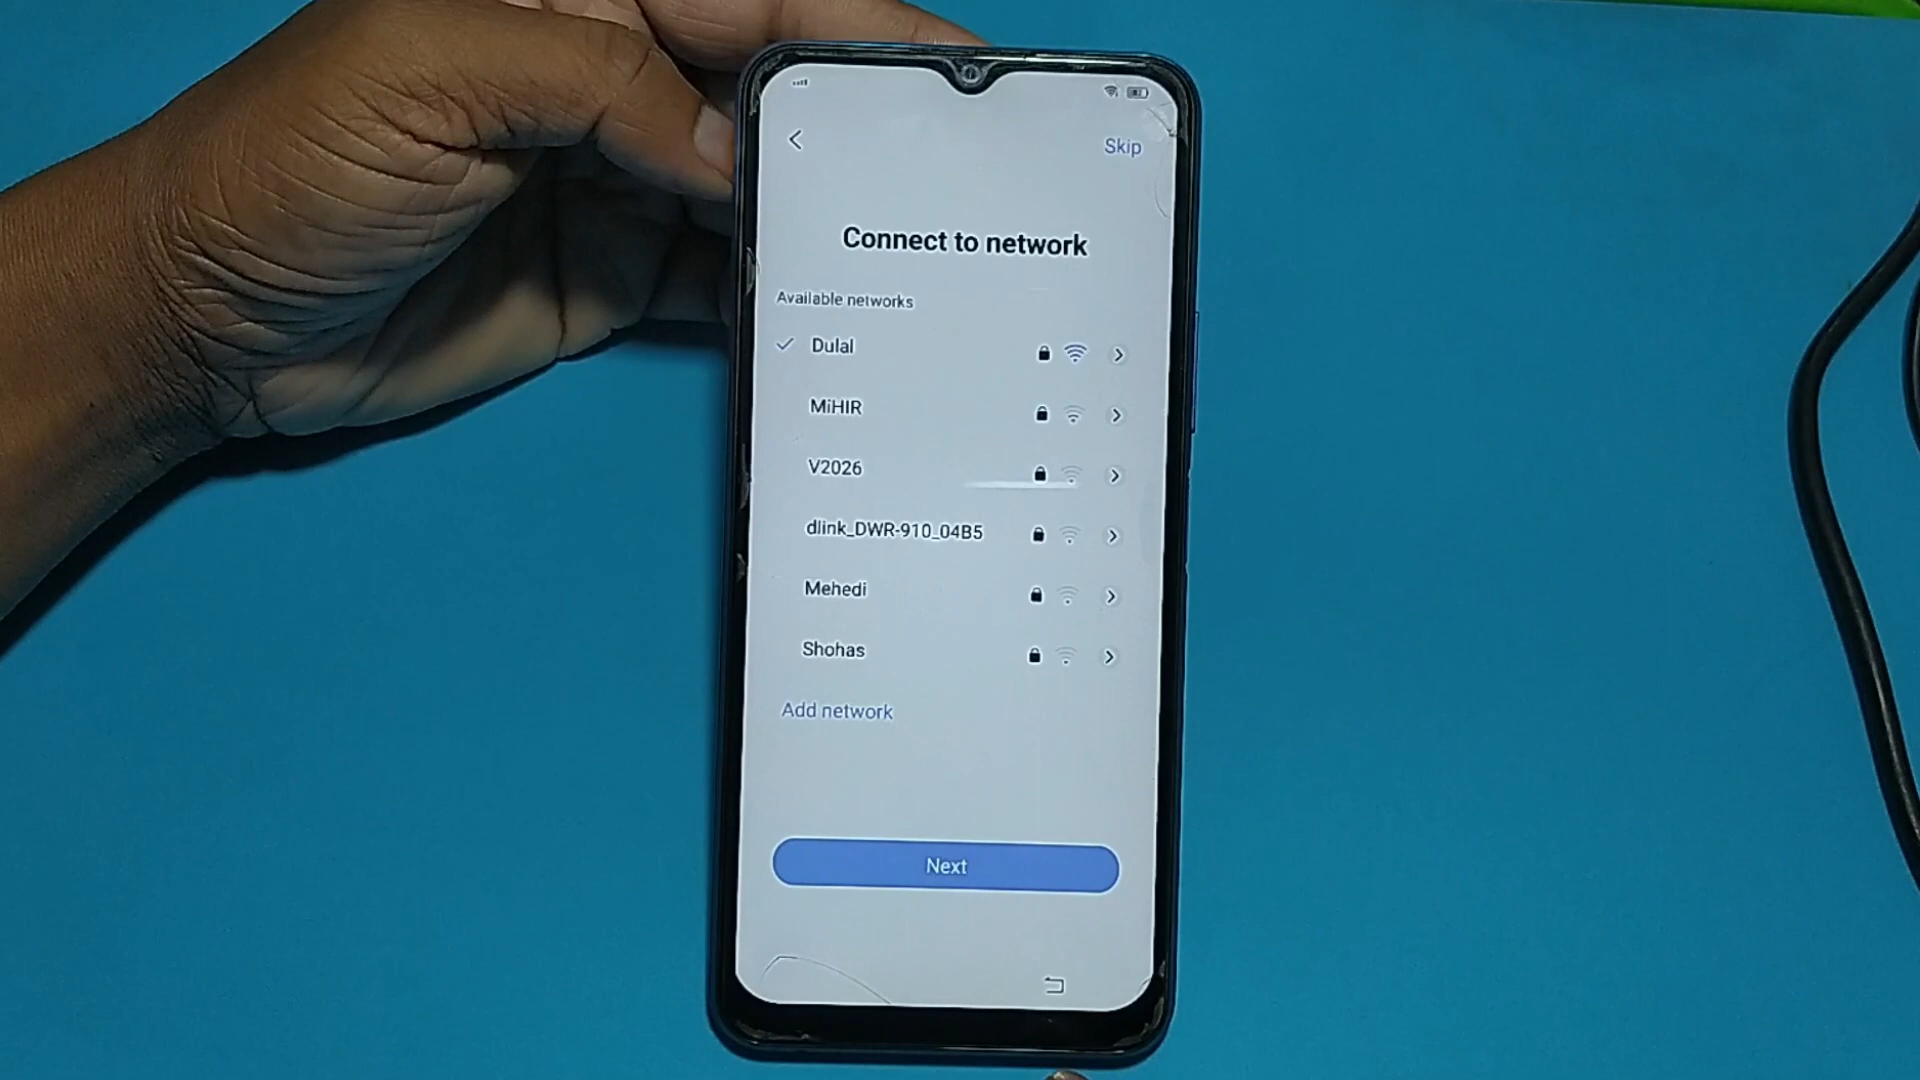 Skip
Connect to network
Available networks
Dulal
MiHIR
V2026
dlink_DWR-910_04B5
Mehedi
Shohas
Add network
Next